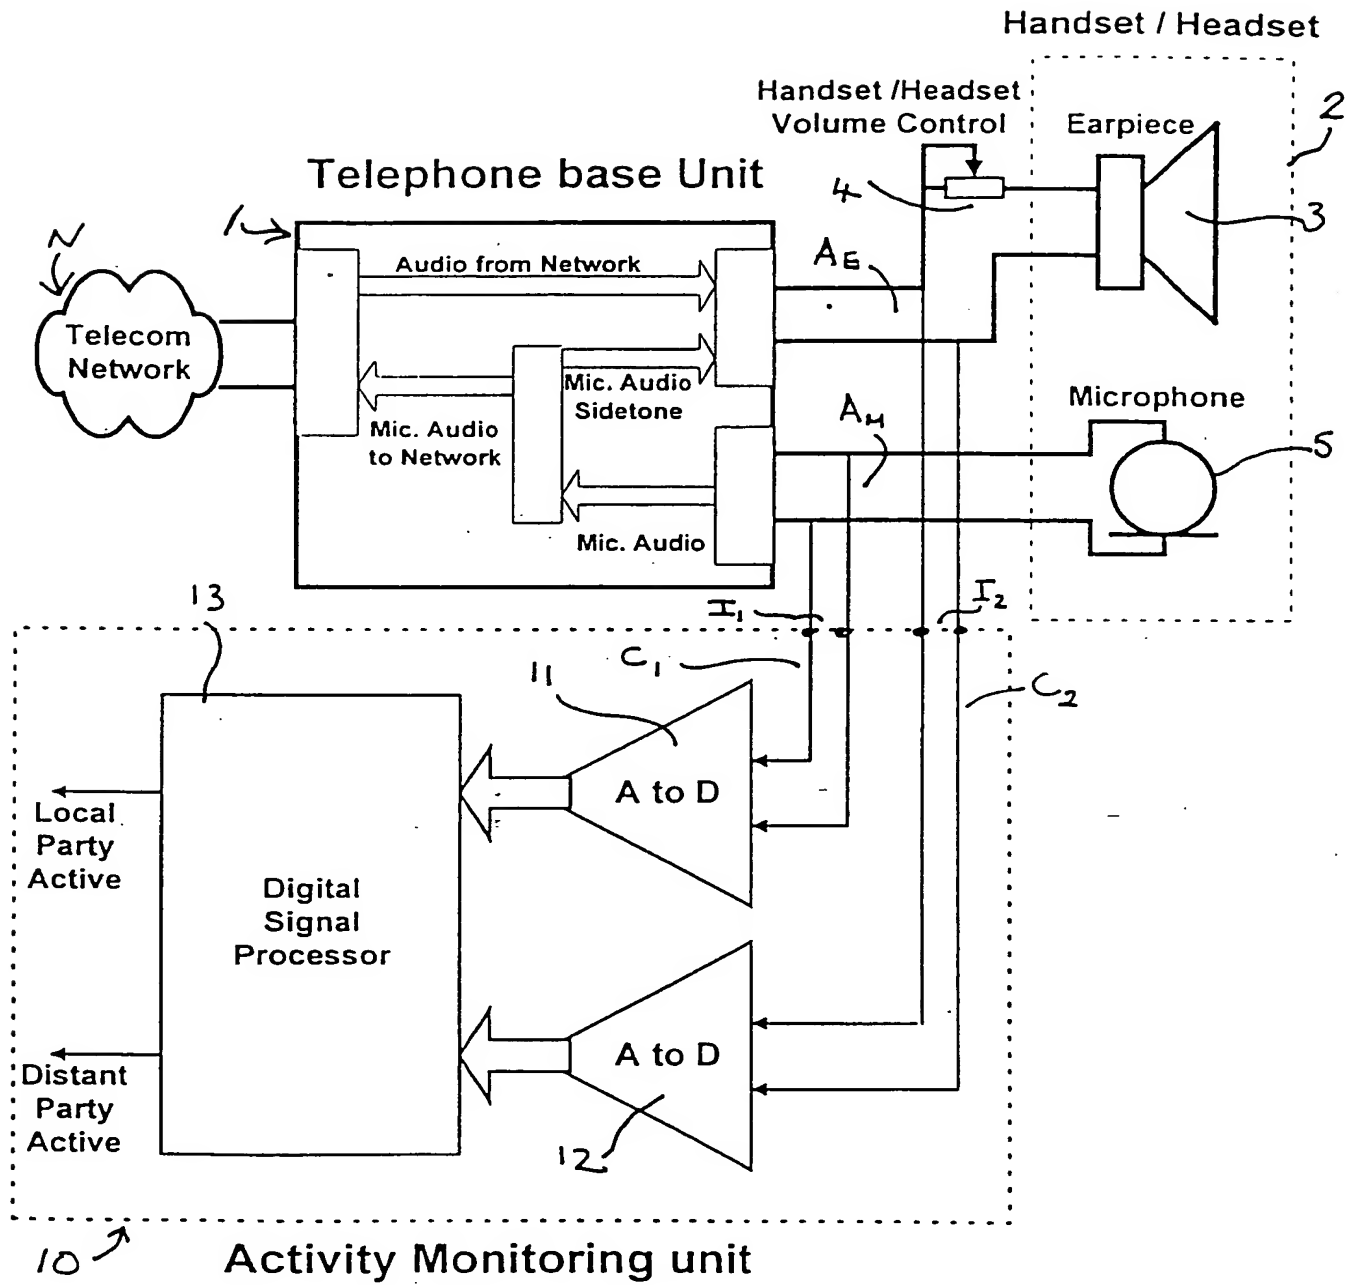 Handset / Headset
Handset /Headset
Volume Control
2
Earpiece
Telephone base Unit
4
3
N
1
Audio from Network
A_E
Telecom
Network
Mic. Audio
Sidetone
Microphone
A_M
Mic. Audio
to Network
5
Mic. Audio
13
I_1
I_2
C_1
11
C_2
A to D
Local
Party
Active
Digital
Signal
Processor
A to D
Distant
Party
Active
12
10
Activity Monitoring unit